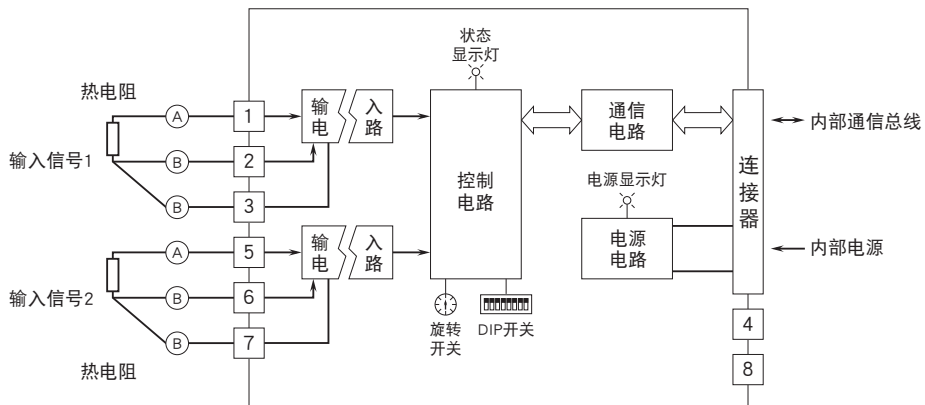 状态
显示灯
热电阻
A
1
输 入
电 路
通信
电路
内部通信总线
输入信号1
B
2
B
3
控制
电路
连
接
器
电源显示灯
A
5
输 入
电 路
电源
电路
内部电源
输入信号2
B
6
B
7
热电阻
旋转
开关
DIP开关
4
8